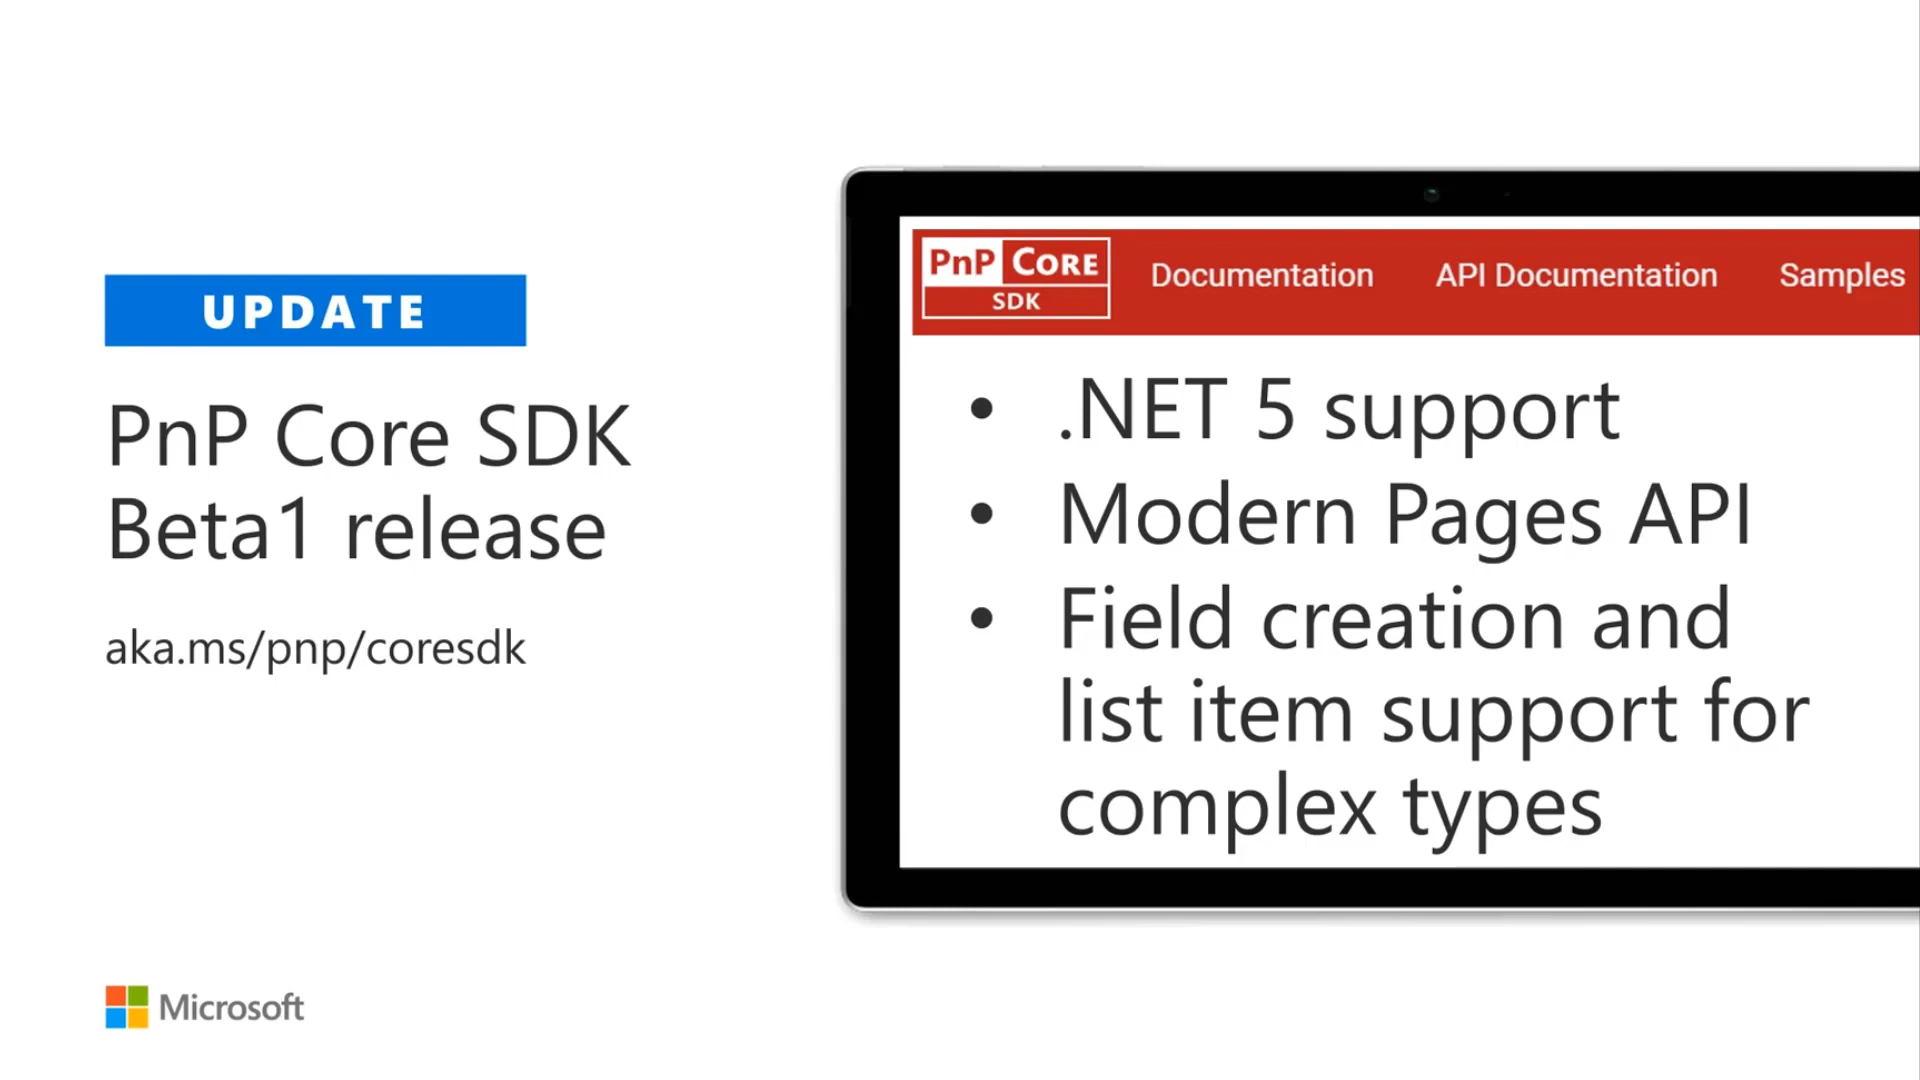 UPDATE
PnP Core SDK
Beta1 release
aka.ms/pnp/coresdk
PnP CORE
SDK
Documentation
API Documentation
Samples
• .NET 5 support
• Modern Pages API
• Field creation and
list item support for
complex types
Microsoft